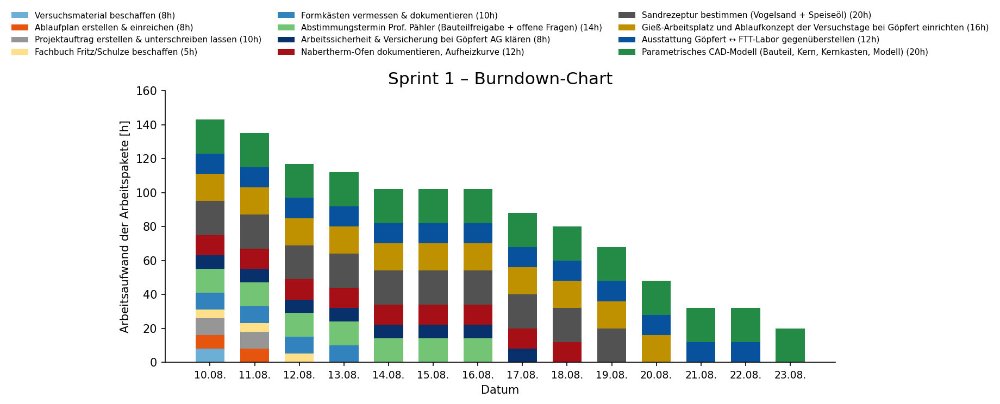 Versuchsmaterial beschaffen (8h)
Ablaufplan erstellen & einreichen (8h)
Projektauftrag erstellen & unterschreiben lassen (10h)
Fachbuch Fritz/Schulze beschaffen (5h)
Formkästen vermessen & dokumentieren (10h)
Abstimmungstermin Prof. Pähler (Bauteilfreigabe + offene Fragen) (14h)
Arbeitssicherheit & Versicherung bei Göpfert AG klären (8h)
Nabertherm-Ofen dokumentieren, Aufheizkurve (12h)
Sandrezeptur bestimmen (Vogelsand + Speiseöl) (20h)
Gieß-Arbeitsplatz und Ablaufkonzept der Versuchstage bei Göpfert einrichten (16h)
Ausstattung Göpfert ↔ FTT-Labor gegenüberstellen (12h)
Parametrisches CAD-Modell (Bauteil, Kern, Kernkasten, Modell) (20h)
Sprint 1 – Burndown-Chart
Arbeitsaufwand der Arbeitspakete [h]
160
140
120
100
80
60
40
20
0
10.08. 11.08. 12.08. 13.08. 14.08. 15.08. 16.08. 17.08. 18.08. 19.08. 20.08. 21.08. 22.08. 23.08.
Datum